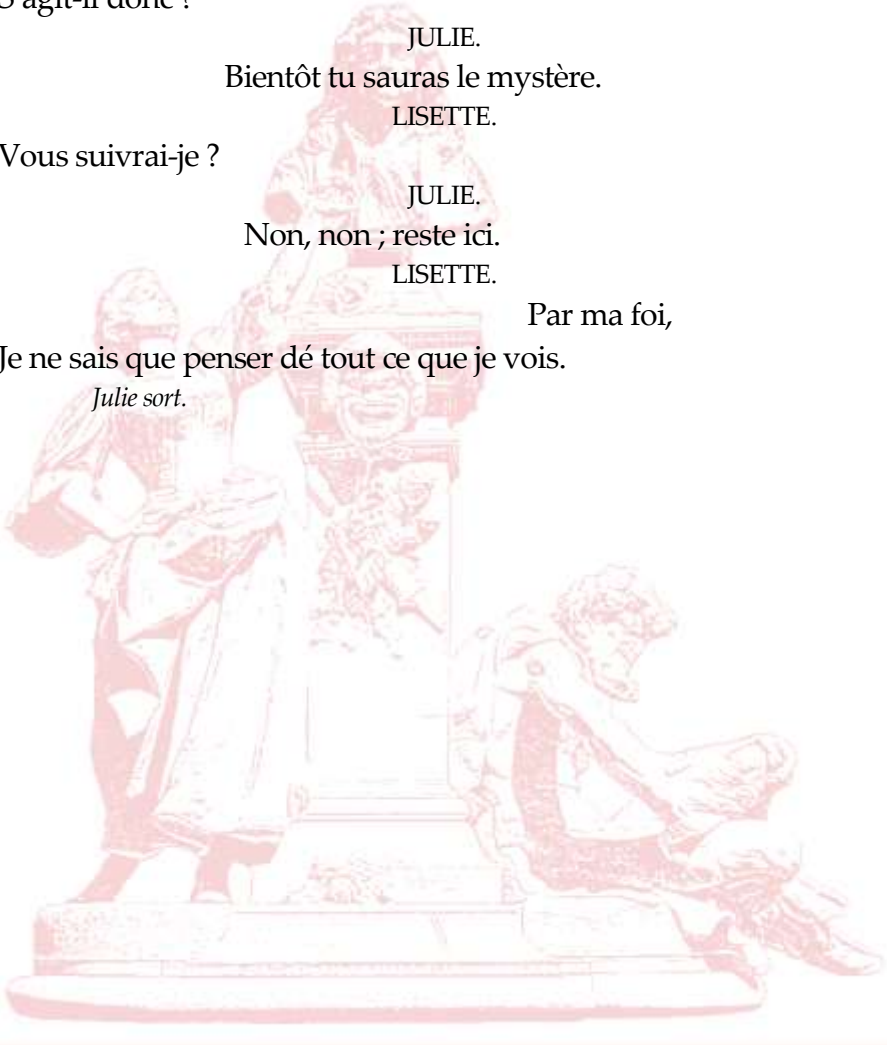 S'agit-il donc ?
JULIE.
Bientôt tu sauras le mystère.
LISETTE.
Vous suivrai-je ?
JULIE.
Non, non ; reste ici.
LISETTE.
Par ma foi,
Je ne sais que penser dé tout ce que je vois.
Julie sort.